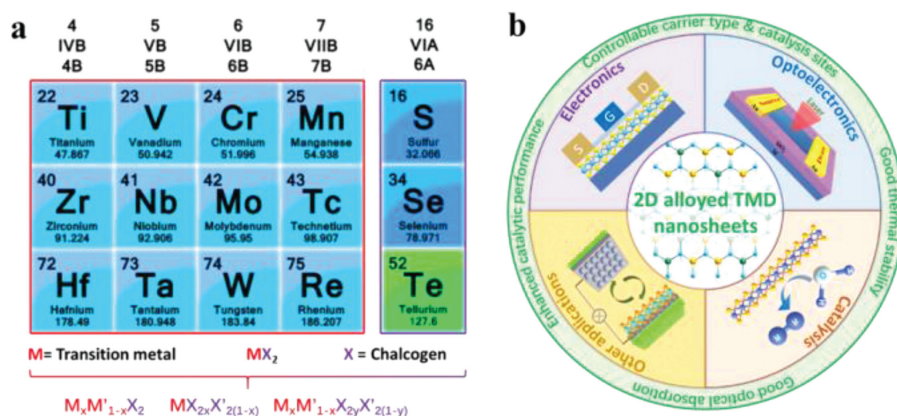 a
4 5 6 7 16
IVB VB VIB VIIB VIA
4B 5B 6B 7B 6A
22 23 24 25 16
Ti V Cr Mn S
Titanium Vanadium Chromium Manganese Sulfur
47.867 50.942 51.996 54.938 32.066
40 41 42 43 34
Zr Nb Mo Tc Se
Zirconium Niobium Molybdenum Technetium Selenium
91.224 92.906 95.95 98.907 78.971
72 73 74 75 52
Hf Ta W Re Te
Hafnium Tantalum Tungsten Rhenium Tellurium
178.49 180.948 183.84 186.207 127.6
M= Transition metal MX₂ X = Chalcogen
MₓM'₁₋ₓX₂ MX₂ₓX'₂₍₁₋ₓ₎ MₓM'₁₋ₓX₂ᵧX'₂₍₁₋ᵧ₎
b
Controllable carrier type & catalysis sites
Good thermal stability
Good optical absorption
Enhanced catalytic performance
Electronics
S G D
Optoelectronics
Laser
2D alloyed TMD
nanosheets
Other applications
Catalysis